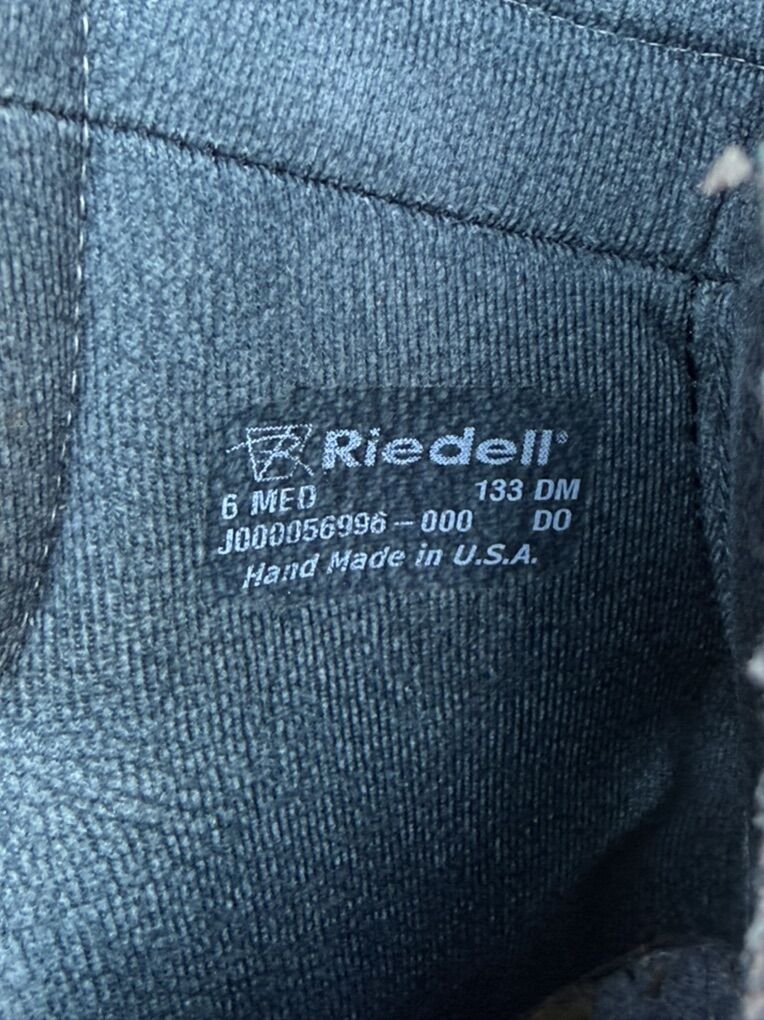 Riedell®
6 MED 133 DM
J000056996-000 DO
Hand Made in U.S.A.